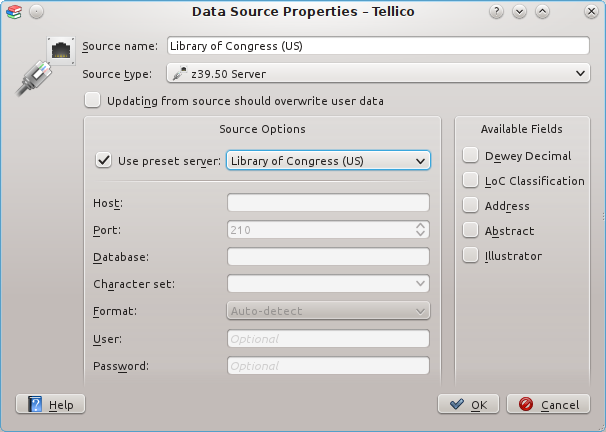 Data Source Properties – Tellico
Source name: Library of Congress (US)
Source type: z39.50 Server
Updating from source should overwrite user data
Source Options
Use preset server: Library of Congress (US)
Host:
Port: 210
Database:
Character set:
Format: Auto-detect
User: Optional
Password: Optional
Available Fields
Dewey Decimal
LoC Classification
Address
Abstract
Illustrator
Help OK Cancel